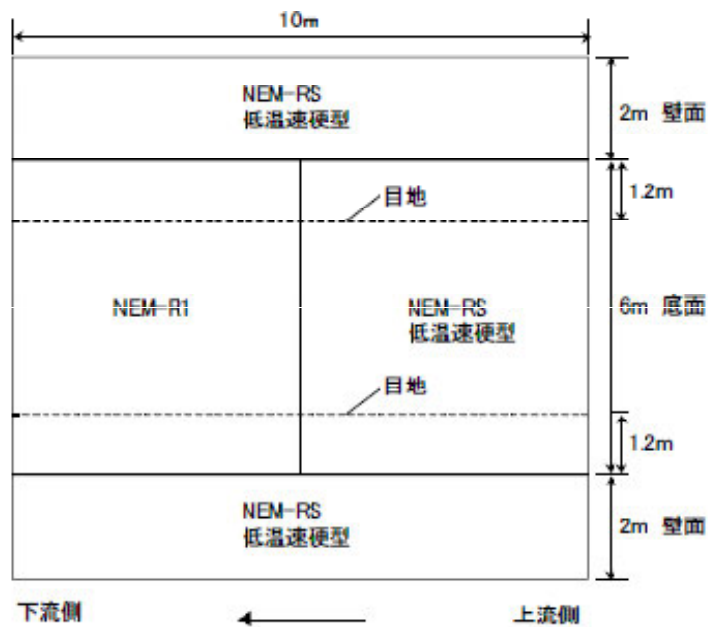 10m
NEM-RS
低温速硬型
2m 壁面
1.2m
目地
NEM-R1
NEM-RS
低温速硬型
6m 底面
目地
1.2m
NEM-RS
低温速硬型
2m 壁面
下流側
上流側